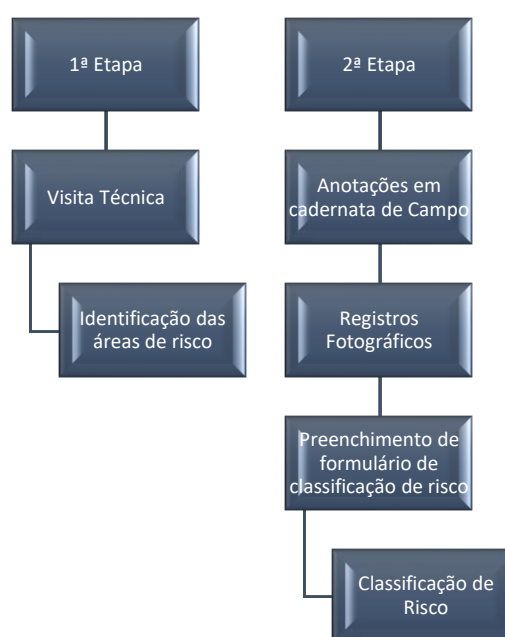 1ª Etapa
Visita Técnica
Identificação das
áreas de risco
2ª Etapa
Anotações em
cadernata de Campo
Registros
Fotográficos
Preenchimento de
formulário de
classificação de risco
Classificação de
Risco